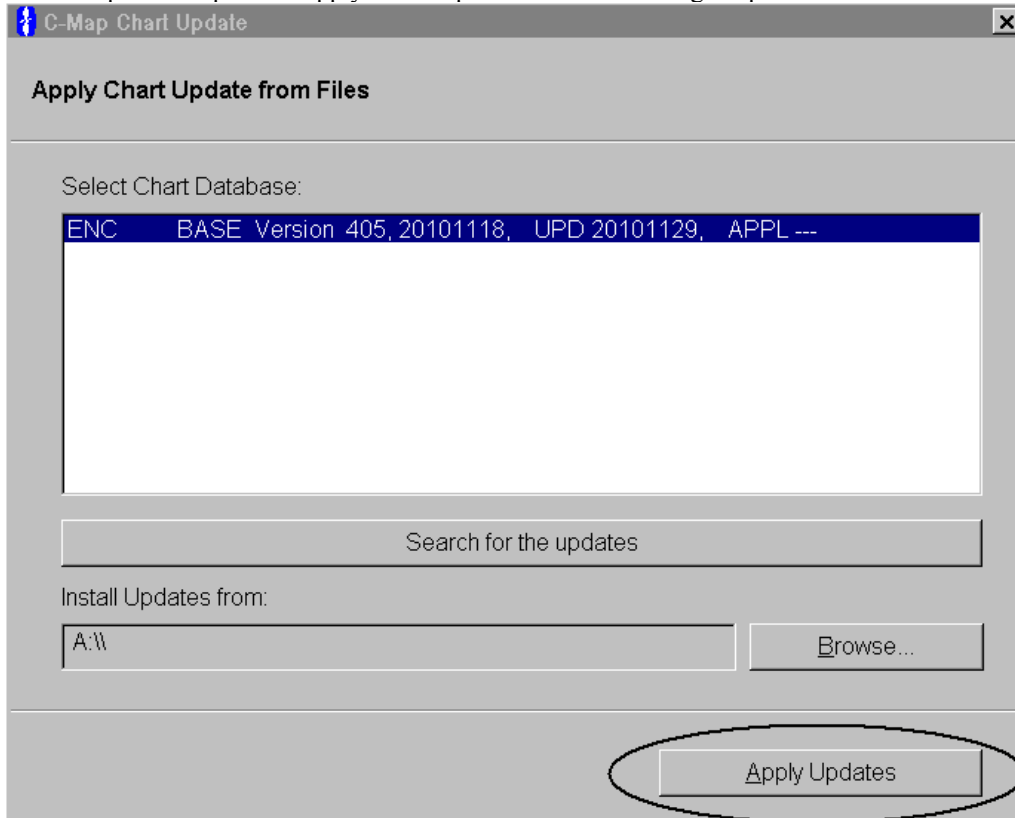 C-Map Chart Update
Apply Chart Update from Files
Select Chart Database:
ENC BASE Version 405, 20101118, UPD 20101129, APPL ---
Search for the updates
Install Updates from:
A:\\
Browse...
Apply Updates